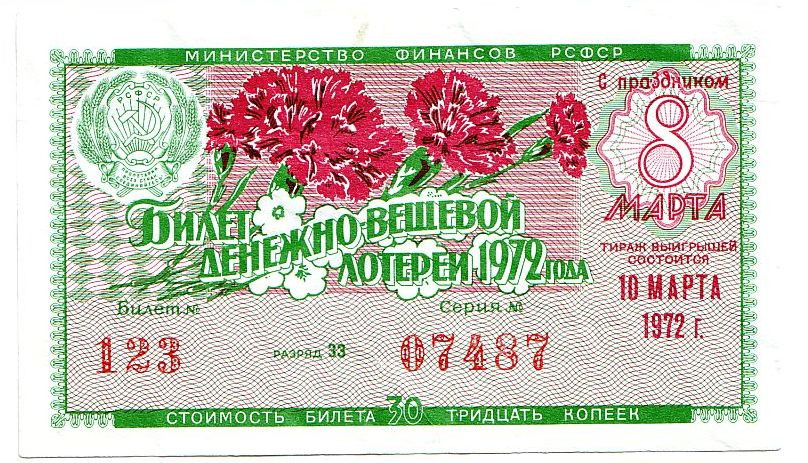 МИНИСТЕРСТВО ФИНАНСОВ РСФСР
РСФСР
С праздником
8
МАРТА
БИЛЕТ
ДЕНЕЖНО-ВЕЩЕВОЙ
ЛОТЕРЕИ-1972 ГОДА
ТИРАЖ ВЫИГРЫШЕЙ
СОСТОИТСЯ
10 МАРТА
1972 г.
Билет № Серия №
123 РАЗРЯД 33 07487
СТОИМОСТЬ БИЛЕТА 30 ТРИДЦАТЬ КОПЕЕК